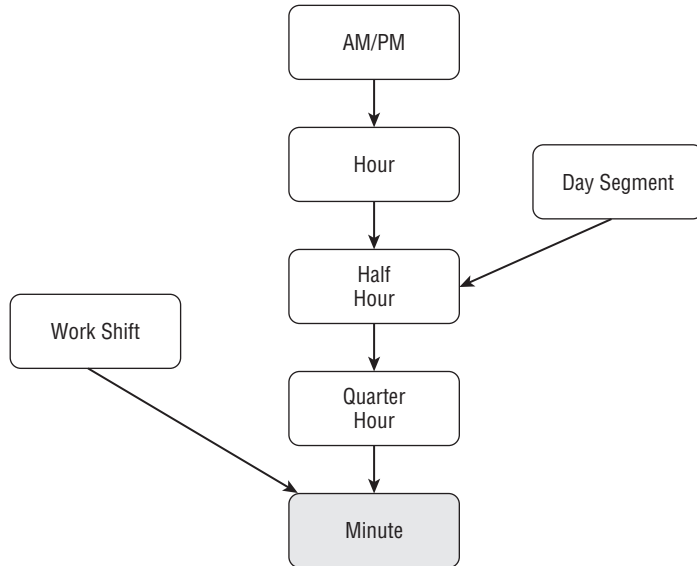 AM/PM
Hour
Day Segment
Half
Hour
Work Shift
Quarter
Hour
Minute